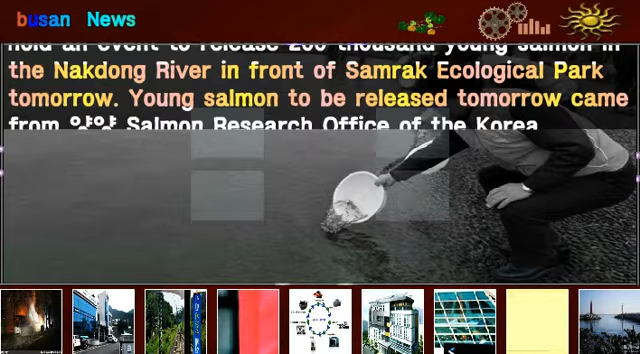 busan News
hold an event to release 200 thousand young salmon in
the Nakdong River in front of Samrak Ecological Park
tomorrow. Young salmon to be released tomorrow came
from 양양 Salmon Research Office of the Korea